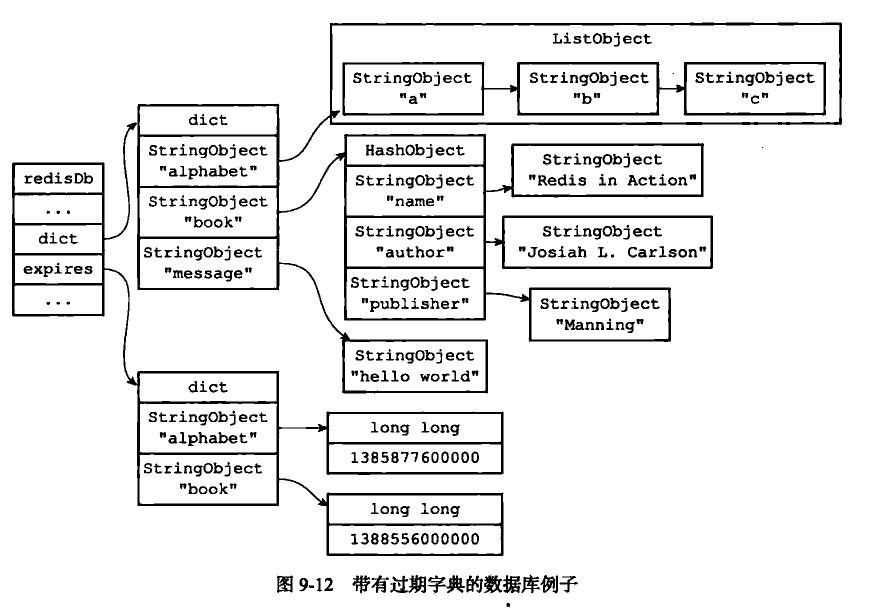 ListObject
StringObject
"a"
StringObject
"b"
StringObject
"c"
dict
StringObject
"alphabet"
StringObject
"book"
StringObject
"message"
HashObject
StringObject
"name"
StringObject
"author"
StringObject
"publisher"
StringObject
"Redis in Action"
StringObject
"Josiah L. Carlson"
StringObject
"Manning"
StringObject
"hello world"
redisDb
...
dict
expires
...
dict
StringObject
"alphabet"
StringObject
"book"
long long
1385877600000
long long
1388556000000
图 9-12 带有过期字典的数据库例子